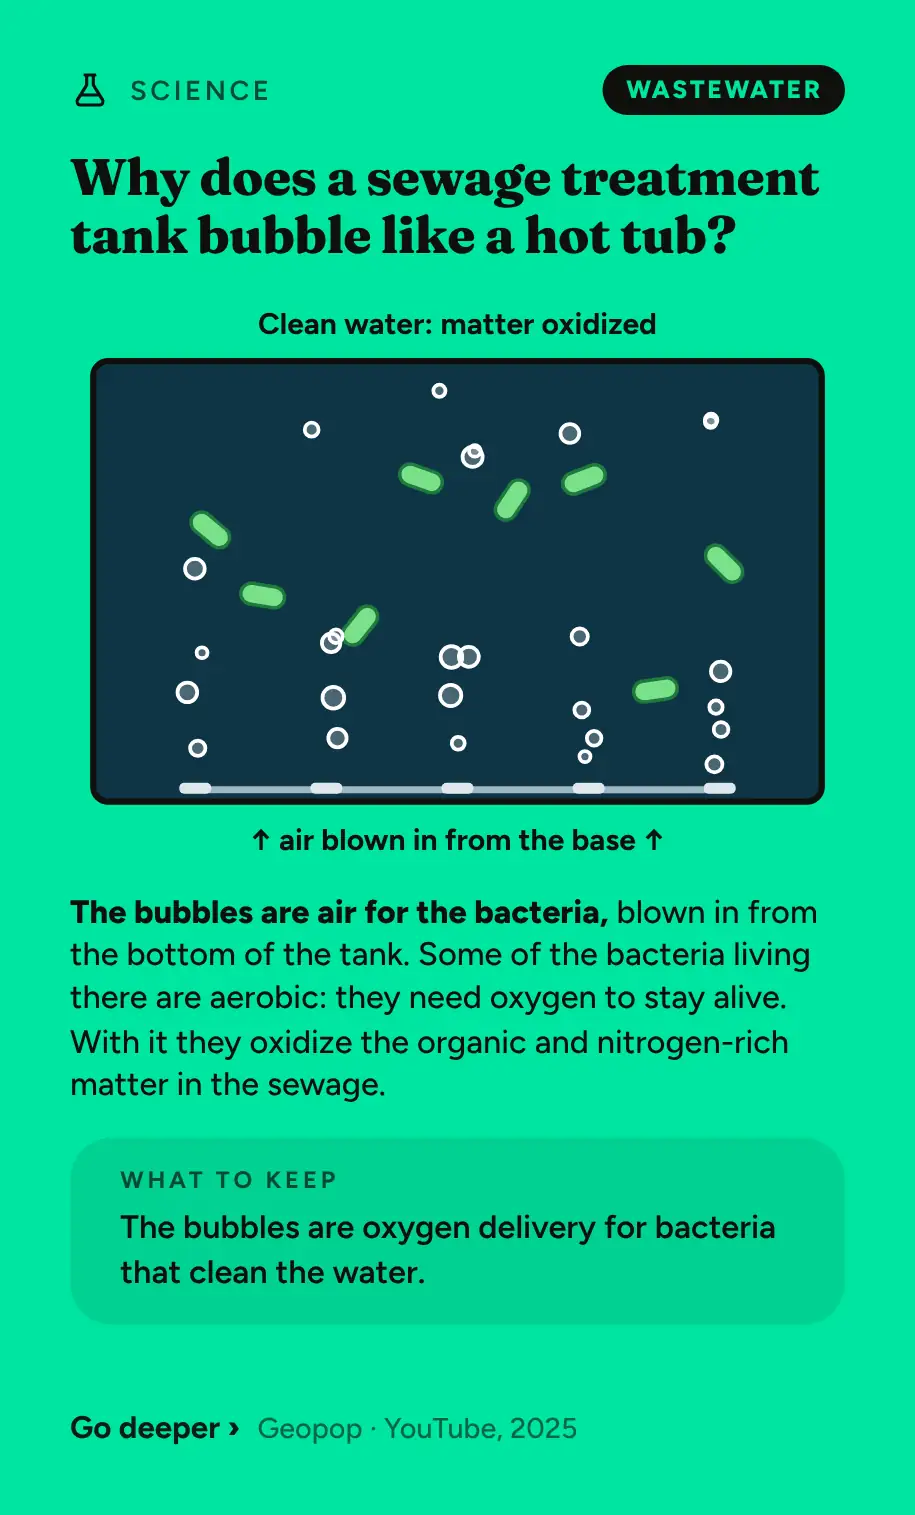 SCIENCE
WASTEWATER
Why does a sewage treatment
tank bubble like a hot tub?
Clean water: matter oxidized
↑ air blown in from the base ↑
The bubbles are air for the bacteria, blown in from
the bottom of the tank. Some of the bacteria living
there are aerobic: they need oxygen to stay alive.
With it they oxidize the organic and nitrogen-rich
matter in the sewage.
WHAT TO KEEP
The bubbles are oxygen delivery for bacteria
that clean the water.
Go deeper › Geopop · YouTube, 2025